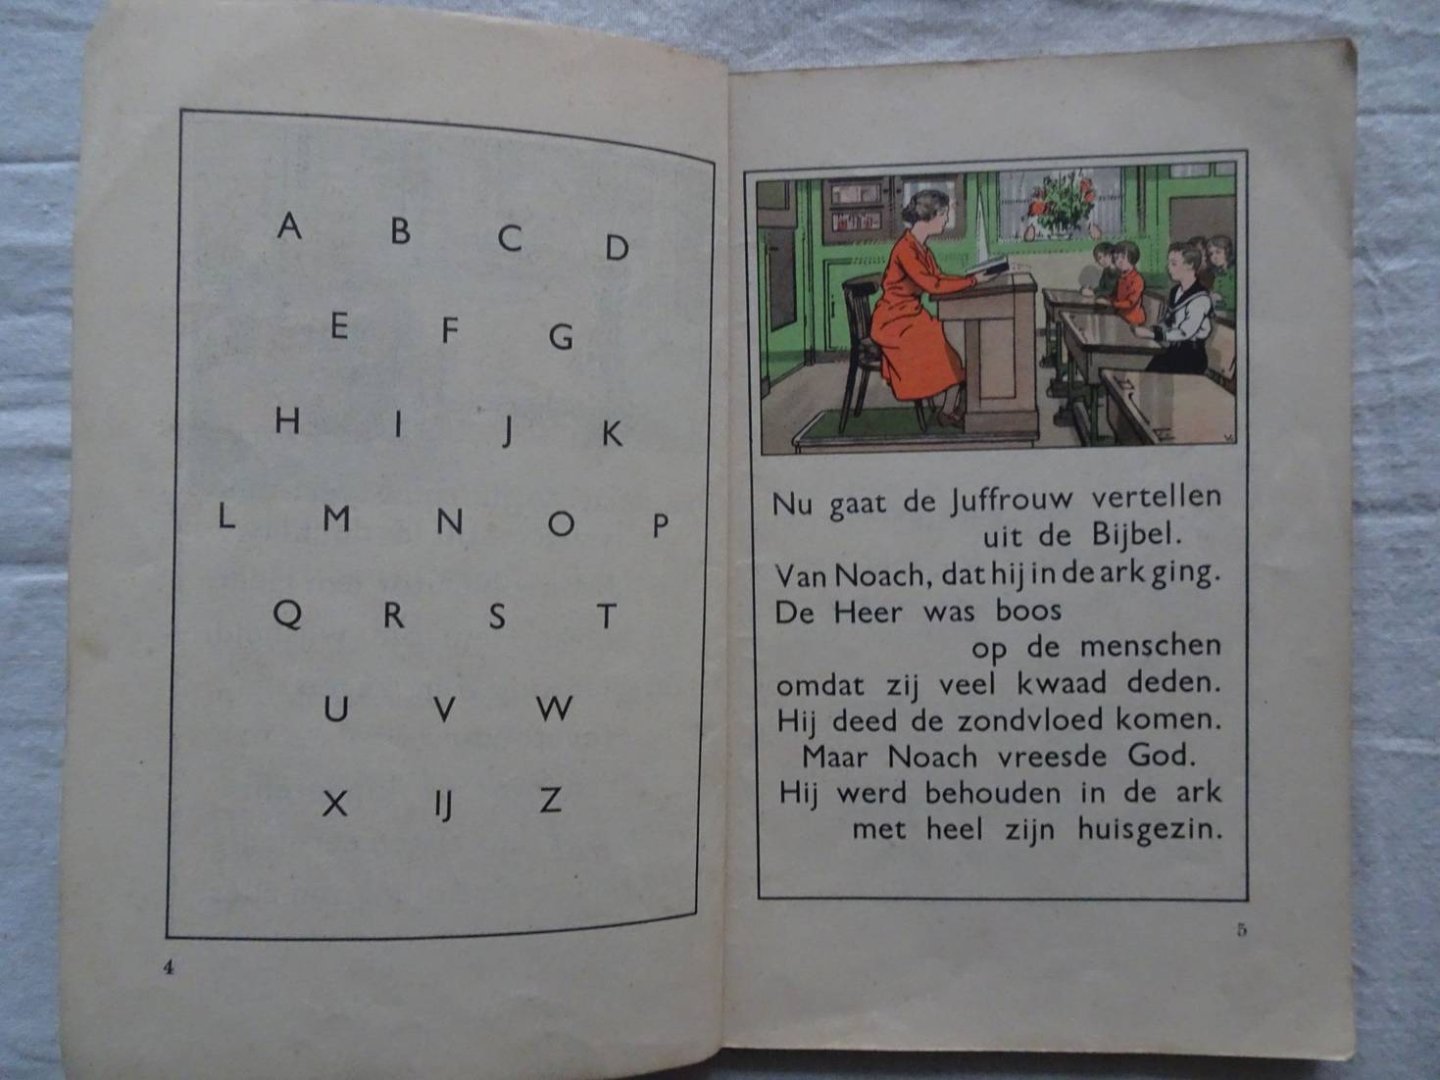 A B C D
E F G
H I J K
L M N O P
Q R S T
U V W
X IJ Z
4
Nu gaat de Juffrouw vertellen
uit de Bijbel.
Van Noach, dat hij in de ark ging.
De Heer was boos
op de menschen
omdat zij veel kwaad deden.
Hij deed de zondvloed komen.
Maar Noach vreesde God.
Hij werd behouden in de ark
met heel zijn huisgezin.
5